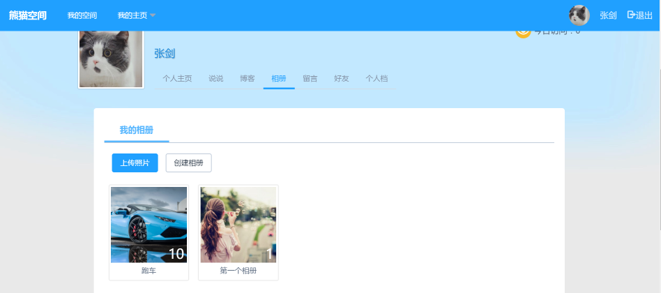 熊猫空间 我的空间 我的主页 张剑 退出
今日访问：0
张剑
个人主页 说说 博客 相册 留言 好友 个人档
我的相册
上传照片 创建相册
10 1
跑车 第一个相册